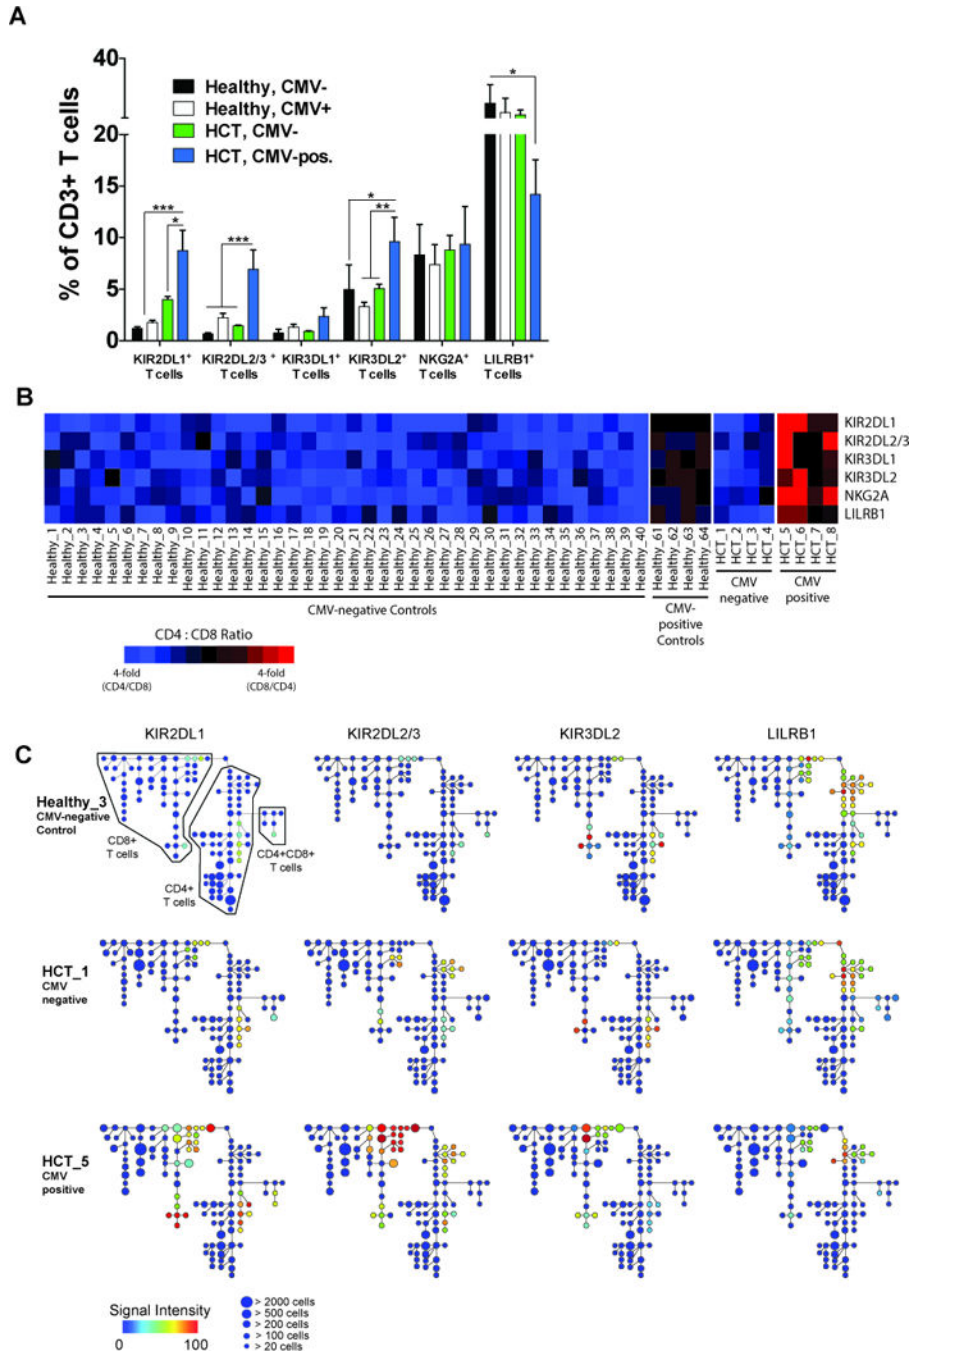 A
40
20
15
10
5
0
% of CD3+ T cells
Healthy, CMV-
Healthy, CMV+
HCT, CMV-
HCT, CMV-pos.
***
*
***
*
**
*
KIR2DL1+ T cells
KIR2DL2/3 + T cells
KIR3DL1+ T cells
KIR3DL2+ T cells
NKG2A+ T cells
LILRB1+ T cells
B
KIR2DL1
KIR2DL2/3
KIR3DL1
KIR3DL2
NKG2A
LILRB1
Healthy_1
Healthy_2
Healthy_3
Healthy_4
Healthy_5
Healthy_6
Healthy_7
Healthy_8
Healthy_9
Healthy_10
Healthy_11
Healthy_12
Healthy_13
Healthy_14
Healthy_15
Healthy_16
Healthy_17
Healthy_18
Healthy_19
Healthy_20
Healthy_21
Healthy_22
Healthy_23
Healthy_24
Healthy_25
Healthy_26
Healthy_27
Healthy_28
Healthy_29
Healthy_30
Healthy_31
Healthy_32
Healthy_33
Healthy_34
Healthy_35
Healthy_36
Healthy_37
Healthy_38
Healthy_39
Healthy_40
Healthy_61
Healthy_62
Healthy_63
Healthy_64
HCT_1
HCT_2
HCT_3
HCT_4
HCT_5
HCT_6
HCT_7
HCT_8
CMV-negative Controls
CMV-
positive
Controls
CMV
negative
CMV
positive
CD4 : CD8 Ratio
4-fold
(CD4/CD8)
4-fold
(CD8/CD4)
C
KIR2DL1
KIR2DL2/3
KIR3DL2
LILRB1
Healthy_3
CMV-negative
Control
CD8+
T cells
CD4+
T cells
CD4+CD8+
T cells
HCT_1
CMV
negative
HCT_5
CMV
positive
Signal Intensity
0
100
> 2000 cells
> 500 cells
> 200 cells
> 100 cells
> 20 cells